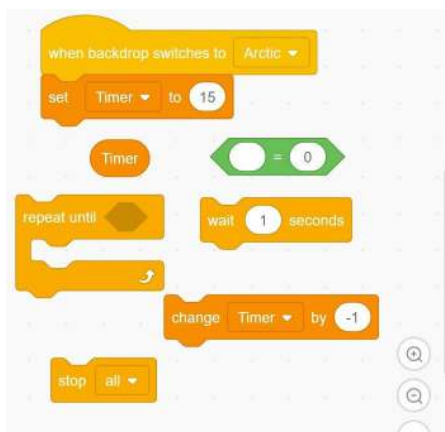 when backdrop switches to Arctic
set Timer to 15
Timer
= 0
repeat until
wait 1 seconds
change Timer by -1
stop all